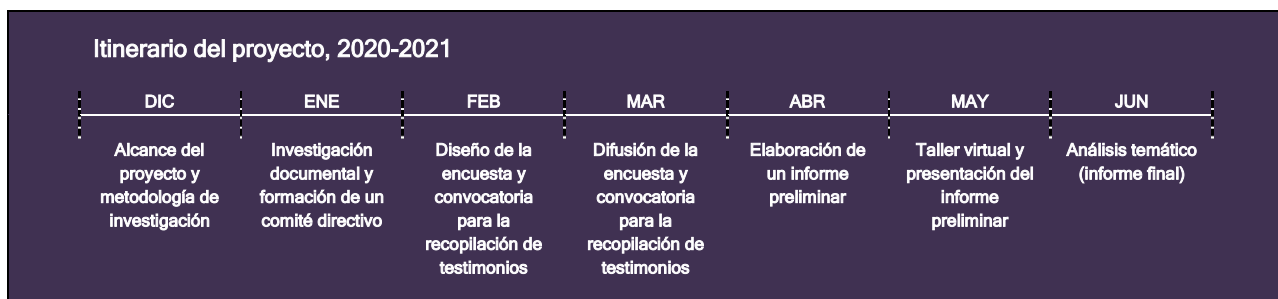 Itinerario del proyecto, 2020-2021
DIC
ENE
FEB
MAR
ABR
MAY
JUN
Alcance del
proyecto y
metodología de
investigación
Investigación
documental y
formación de un
comité directivo
Diseño de la
encuesta y
convocatoria
para la
recopilación de
testimonios
Difusión de la
encuesta y
convocatoria
para la
recopilación de
testimonios
Elaboración de
un informe
preliminar
Taller virtual y
presentación del
informe
preliminar
Análisis temático
(informe final)